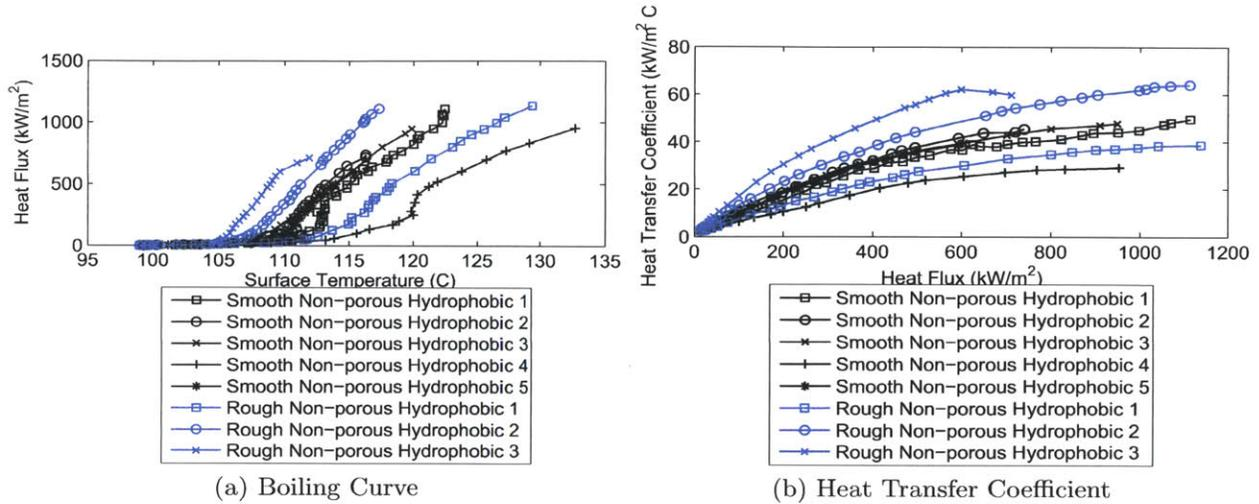 1500
1000
500
0
Heat Flux (kW/m²)
95 100 105 110 115 120 125 130 135
Surface Temperature (C)
Smooth Non−porous Hydrophobic 1
Smooth Non−porous Hydrophobic 2
Smooth Non−porous Hydrophobic 3
Smooth Non−porous Hydrophobic 4
Smooth Non−porous Hydrophobic 5
Rough Non−porous Hydrophobic 1
Rough Non−porous Hydrophobic 2
Rough Non−porous Hydrophobic 3
(a) Boiling Curve
80
60
40
20
0
Heat Transfer Coefficient (kW/m² C
0 200 400 600 800 1000 1200
Heat Flux (kW/m²)
Smooth Non−porous Hydrophobic 1
Smooth Non−porous Hydrophobic 2
Smooth Non−porous Hydrophobic 3
Smooth Non−porous Hydrophobic 4
Smooth Non−porous Hydrophobic 5
Rough Non−porous Hydrophobic 1
Rough Non−porous Hydrophobic 2
Rough Non−porous Hydrophobic 3
(b) Heat Transfer Coefficient